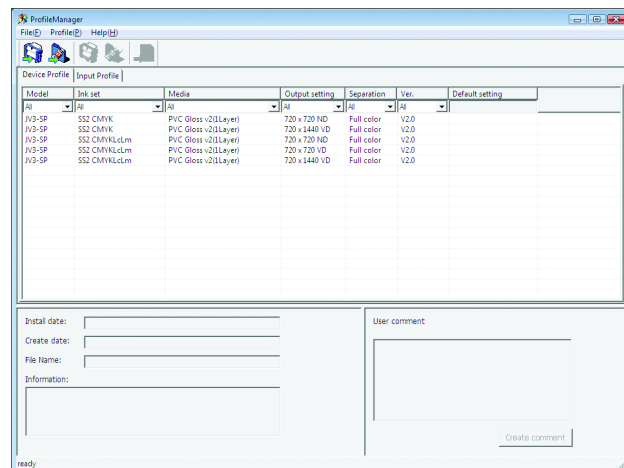 ProfileManager
File(F) Profile(P) Help(H)
Device Profile Input Profile
Model Ink set Media Output setting Separation Ver. Default setting
All All All All All All
JV3-SP SS2 CMYK PVC Gloss v2(1Layer) 720 x 720 ND Full color V2.0
JV3-SP SS2 CMYK PVC Gloss v2(1Layer) 720 x 1440 VD Full color V2.0
JV3-SP SS2 CMYKLcLm PVC Gloss v2(1Layer) 720 x 720 ND Full color V2.0
JV3-SP SS2 CMYKLcLm PVC Gloss v2(1Layer) 720 x 720 VD Full color V2.0
JV3-SP SS2 CMYKLcLm PVC Gloss v2(1Layer) 720 x 1440 VD Full color V2.0
Install date:
Create date:
File Name:
Information:
User comment
Create comment
ready